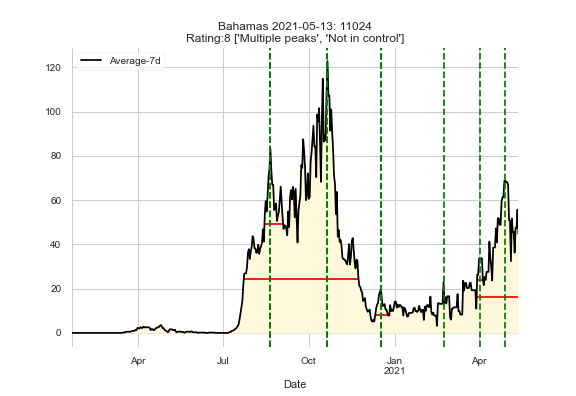 Bahamas 2021-05-13: 11024
Rating:8 ['Multiple peaks', 'Not in control']
Average-7d
120
100
80
60
40
20
0
Apr
Jul
Oct
Jan
2021
Apr
Date